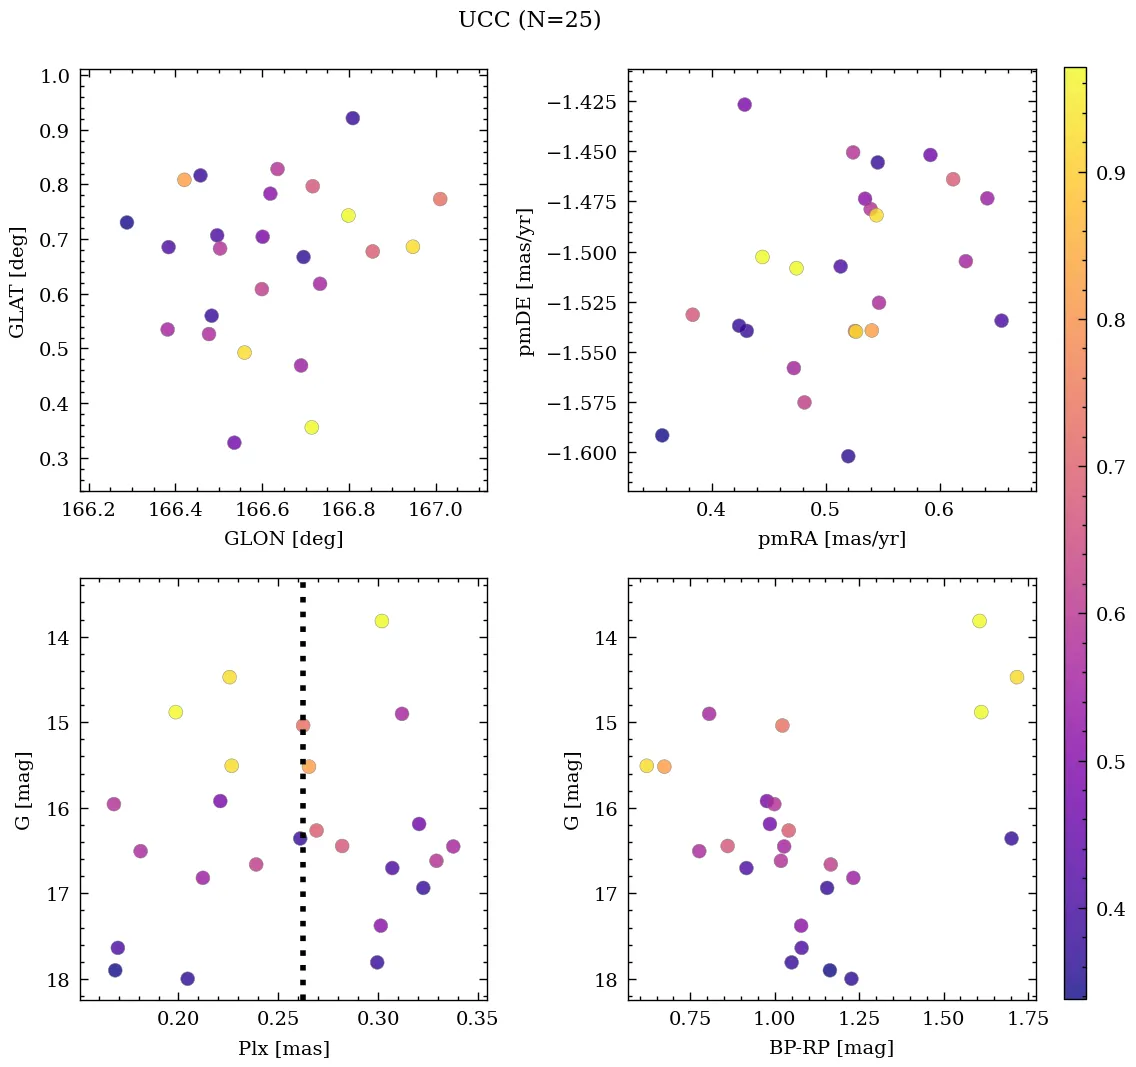 UCC (N=25)
1.0
0.9
0.8
0.7
0.6
0.5
0.4
0.3
GLAT [deg]
166.2 166.4 166.6 166.8 167.0
GLON [deg]
−1.425
−1.450
−1.475
−1.500
−1.525
−1.550
−1.575
−1.600
pmDE [mas/yr]
0.4 0.5 0.6
pmRA [mas/yr]
14
15
16
17
18
G [mag]
0.20 0.25 0.30 0.35
Plx [mas]
14
15
16
17
18
G [mag]
0.75 1.00 1.25 1.50 1.75
BP-RP [mag]
0.9
0.8
0.7
0.6
0.5
0.4